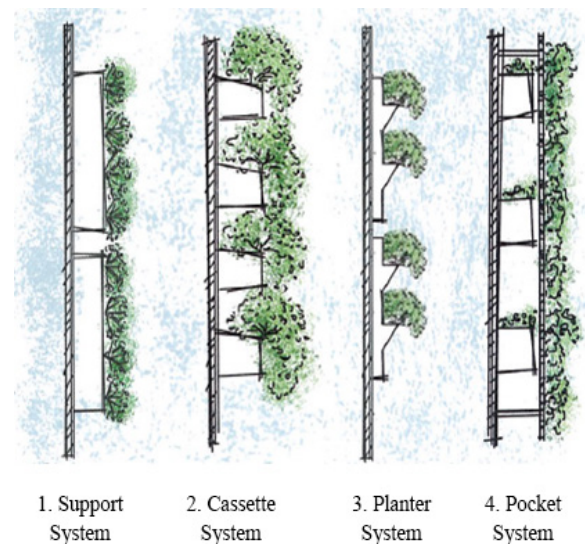 1. Support System
2. Cassette System
3. Planter System
4. Pocket System